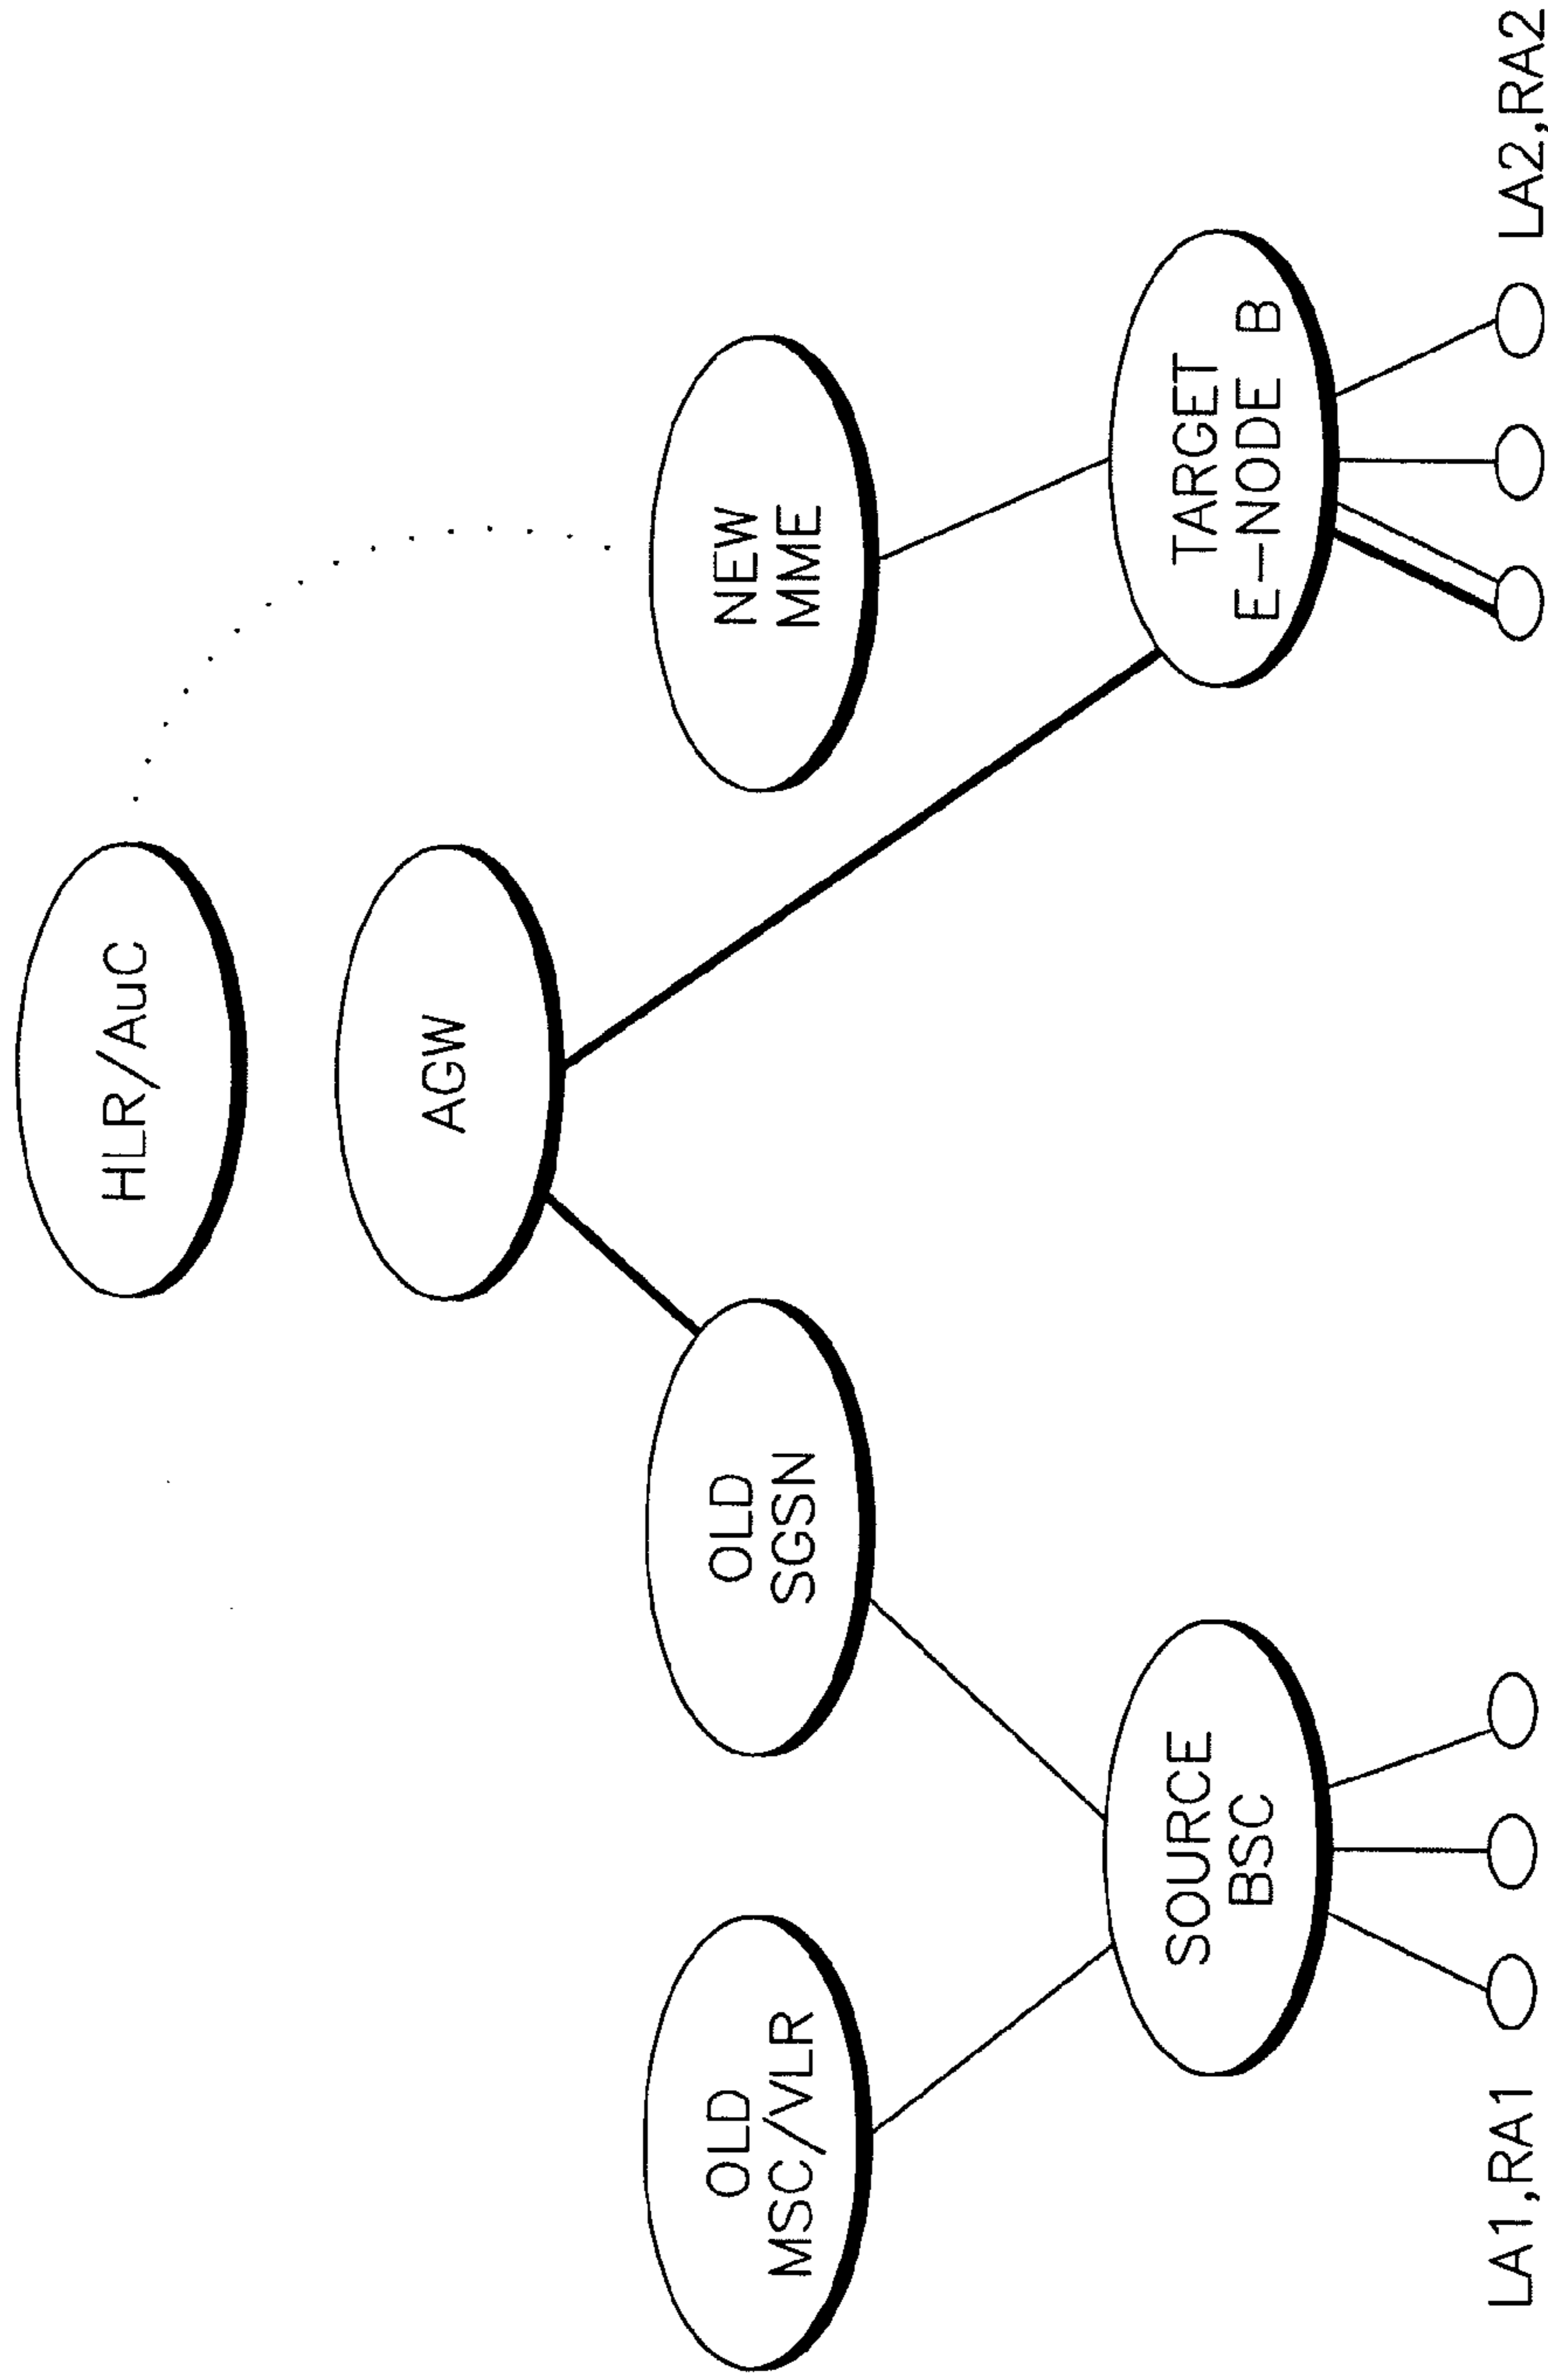 HLR/AuC
AGW
OLD
MSC/VLR
OLD
SGSN
NEW
MME
SOURCE
BSC
TARGET
E-NODE B
LA1,RA1
LA2,RA2